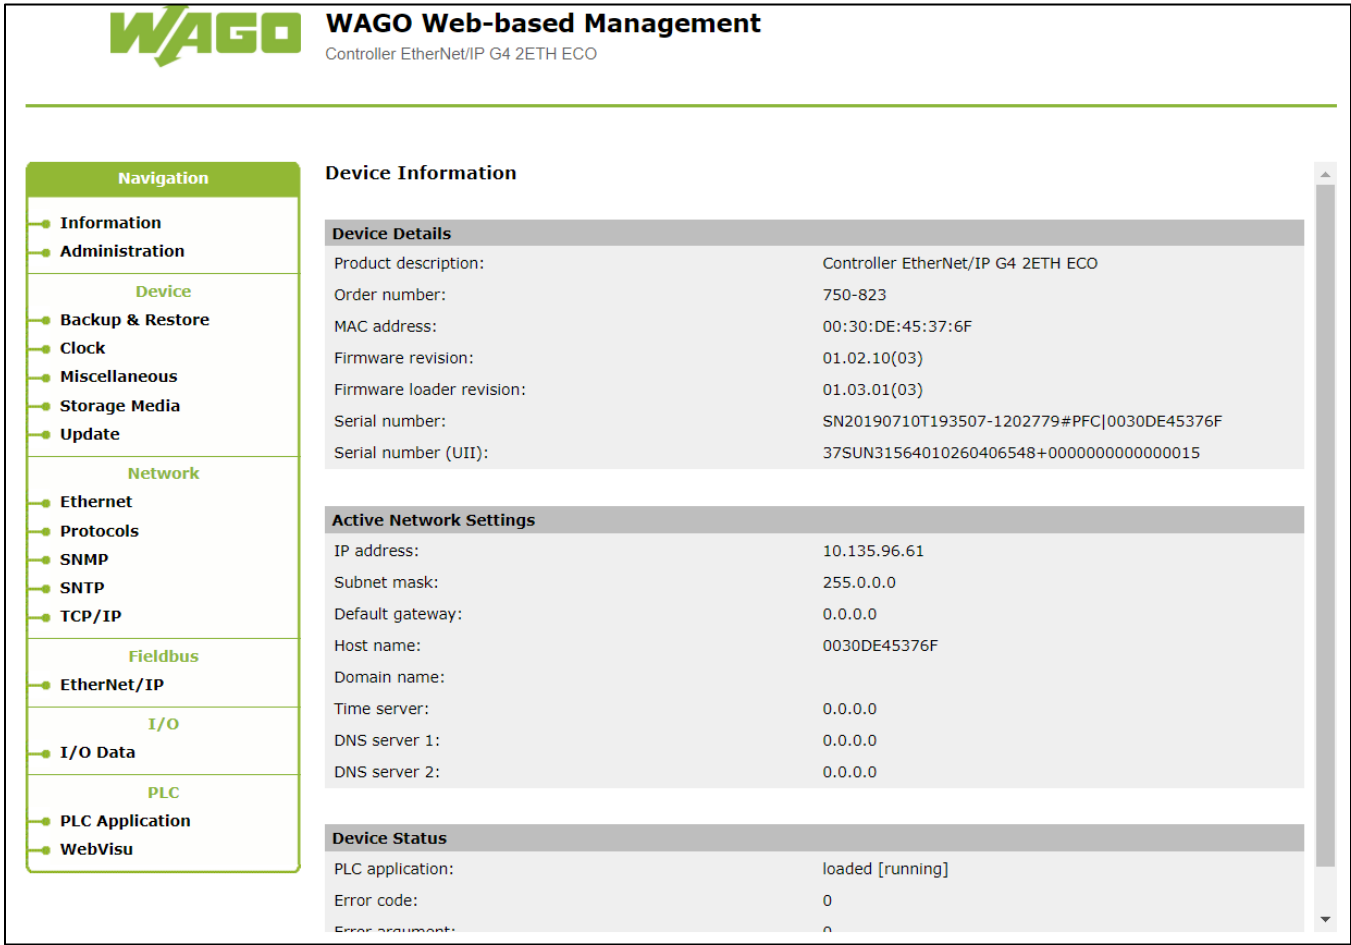 WAGO
WAGO Web-based Management
Controller EtherNet/IP G4 2ETH ECO
Navigation
Information
Administration
Device
Backup & Restore
Clock
Miscellaneous
Storage Media
Update
Network
Ethernet
Protocols
SNMP
SNTP
TCP/IP
Fieldbus
EtherNet/IP
I/O
I/O Data
PLC
PLC Application
WebVisu
Device Information
Device Details
Product description: Controller EtherNet/IP G4 2ETH ECO
Order number: 750-823
MAC address: 00:30:DE:45:37:6F
Firmware revision: 01.02.10(03)
Firmware loader revision: 01.03.01(03)
Serial number: SN20190710T193507-1202779#PFC|0030DE45376F
Serial number (UII): 37SUN31564010260406548+0000000000000015
Active Network Settings
IP address: 10.135.96.61
Subnet mask: 255.0.0.0
Default gateway: 0.0.0.0
Host name: 0030DE45376F
Domain name:
Time server: 0.0.0.0
DNS server 1: 0.0.0.0
DNS server 2: 0.0.0.0
Device Status
PLC application: loaded [running]
Error code: 0
Error argument: 0